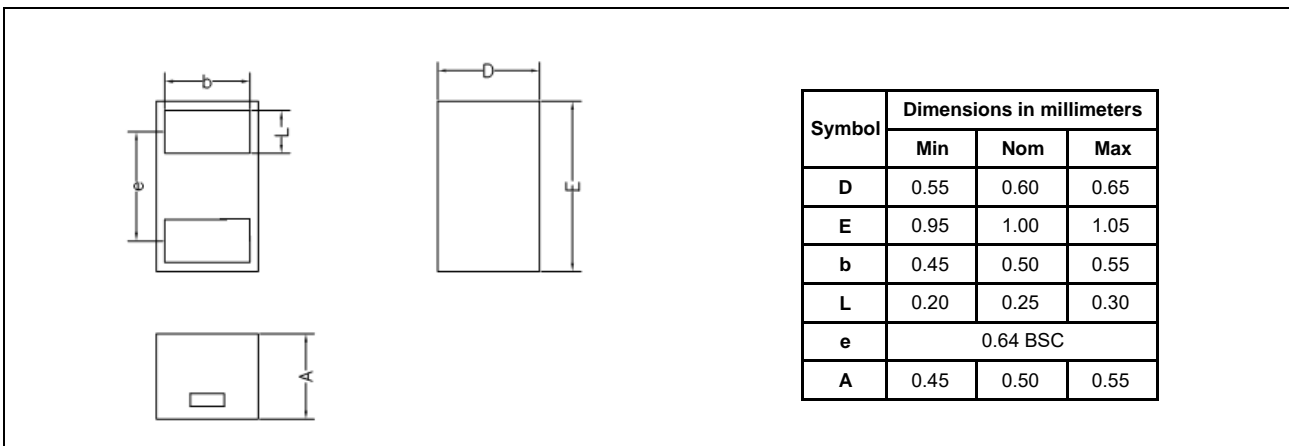 b
L
e
D
E
A
Symbol Dimensions in millimeters
Min Nom Max
D 0.55 0.60 0.65
E 0.95 1.00 1.05
b 0.45 0.50 0.55
L 0.20 0.25 0.30
e 0.64 BSC
A 0.45 0.50 0.55